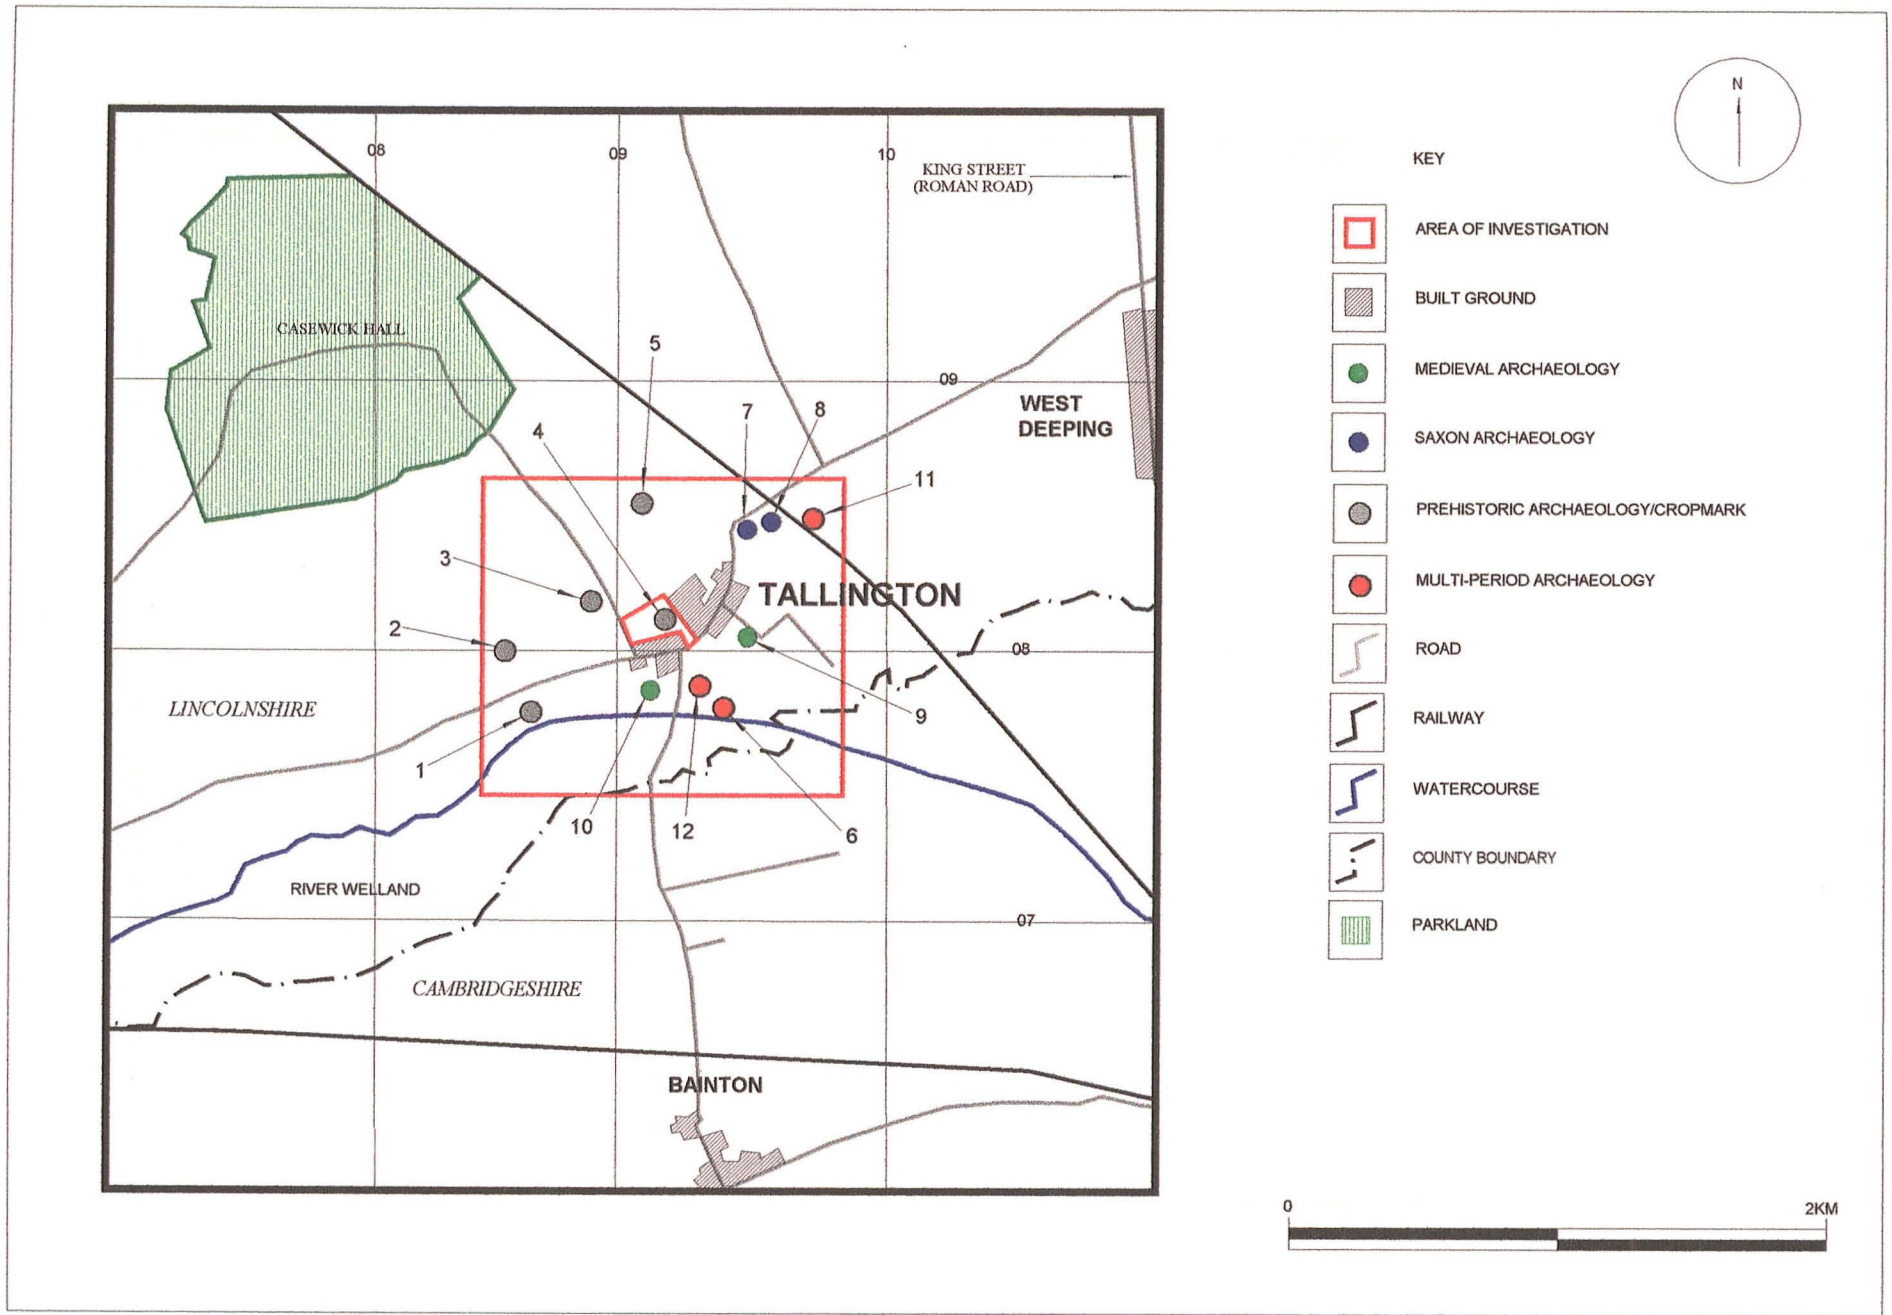 N
08
09
10
KING STREET
(ROMAN ROAD)
CASEWICK HALL
5
09
WEST
DEEPING
7
8
4
11
3
TALLINGTON
2
08
LINCOLNSHIRE
9
1
10
12
6
RIVER WELLAND
07
CAMBRIDGESHIRE
BAINTON
KEY
AREA OF INVESTIGATION
BUILT GROUND
MEDIEVAL ARCHAEOLOGY
SAXON ARCHAEOLOGY
PREHISTORIC ARCHAEOLOGY/CROPMARK
MULTI-PERIOD ARCHAEOLOGY
ROAD
RAILWAY
WATERCOURSE
COUNTY BOUNDARY
PARKLAND
0
2KM